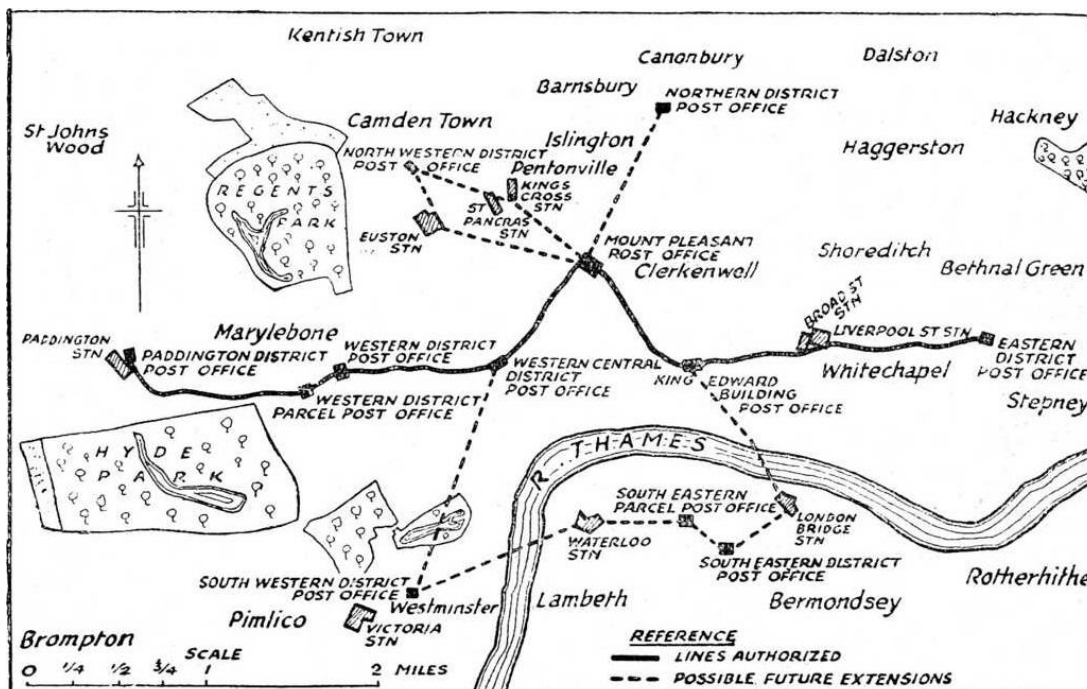 Kentish Town
Canonbury
Dalston
Barnsbury
NORTHERN DISTRICT
POST OFFICE
Hackney
St Johns
Wood
Camden Town
Islington
Haggerston
NORTH WESTERN DISTRICT
POST OFFICE
Pentonville
KINGS
CROSS
STN
REGENTS
PARK
ST
PANCRAS
STN
EUSTON
STN
MOUNT PLEASANT
POST OFFICE
Clerkenwell
Shoreditch
Bethnal Green
BROAD ST
STN
LIVERPOOL ST STN
Marylebone
PADDINGTON
STN
PADDINGTON DISTRICT
POST OFFICE
WESTERN DISTRICT
POST OFFICE
WESTERN DISTRICT
PARCEL POST OFFICE
WESTERN CENTRAL
DISTRICT
POST OFFICE
KING EDWARD
BUILDING
POST OFFICE
Whitechapel
EASTERN
DISTRICT
POST OFFICE
Stepney
HYDE
PARK
R. THAMES
SOUTH EASTERN
PARCEL POST OFFICE
WATERLOO
STN
LONDON
BRIDGE
STN
SOUTH EASTERN DISTRICT
POST OFFICE
SOUTH WESTERN DISTRICT
POST OFFICE
Westminster
Lambeth
Bermondsey
Rotherhithe
Pimlico
VICTORIA
STN
Brompton
SCALE
0 1/4 1/2 3/4 1 2 MILES
REFERENCE
LINES AUTHORIZED
POSSIBLE FUTURE EXTENSIONS